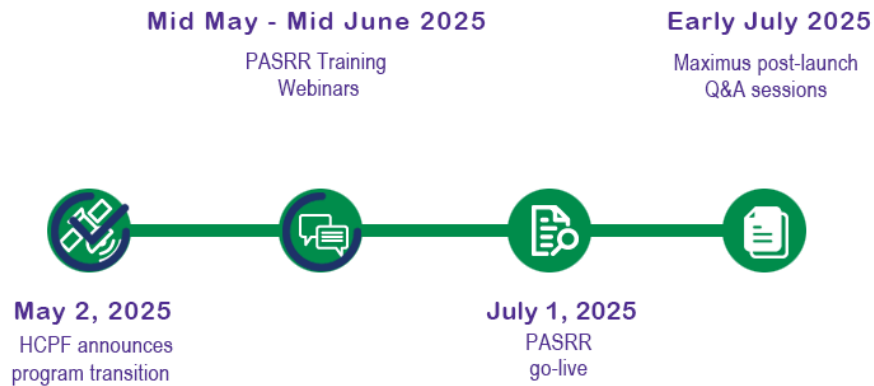 Mid May - Mid June 2025
PASRR Training
Webinars
Early July 2025
Maximus post-launch
Q&A sessions
May 2, 2025
HCPF announces
program transition
July 1, 2025
PASRR
go-live